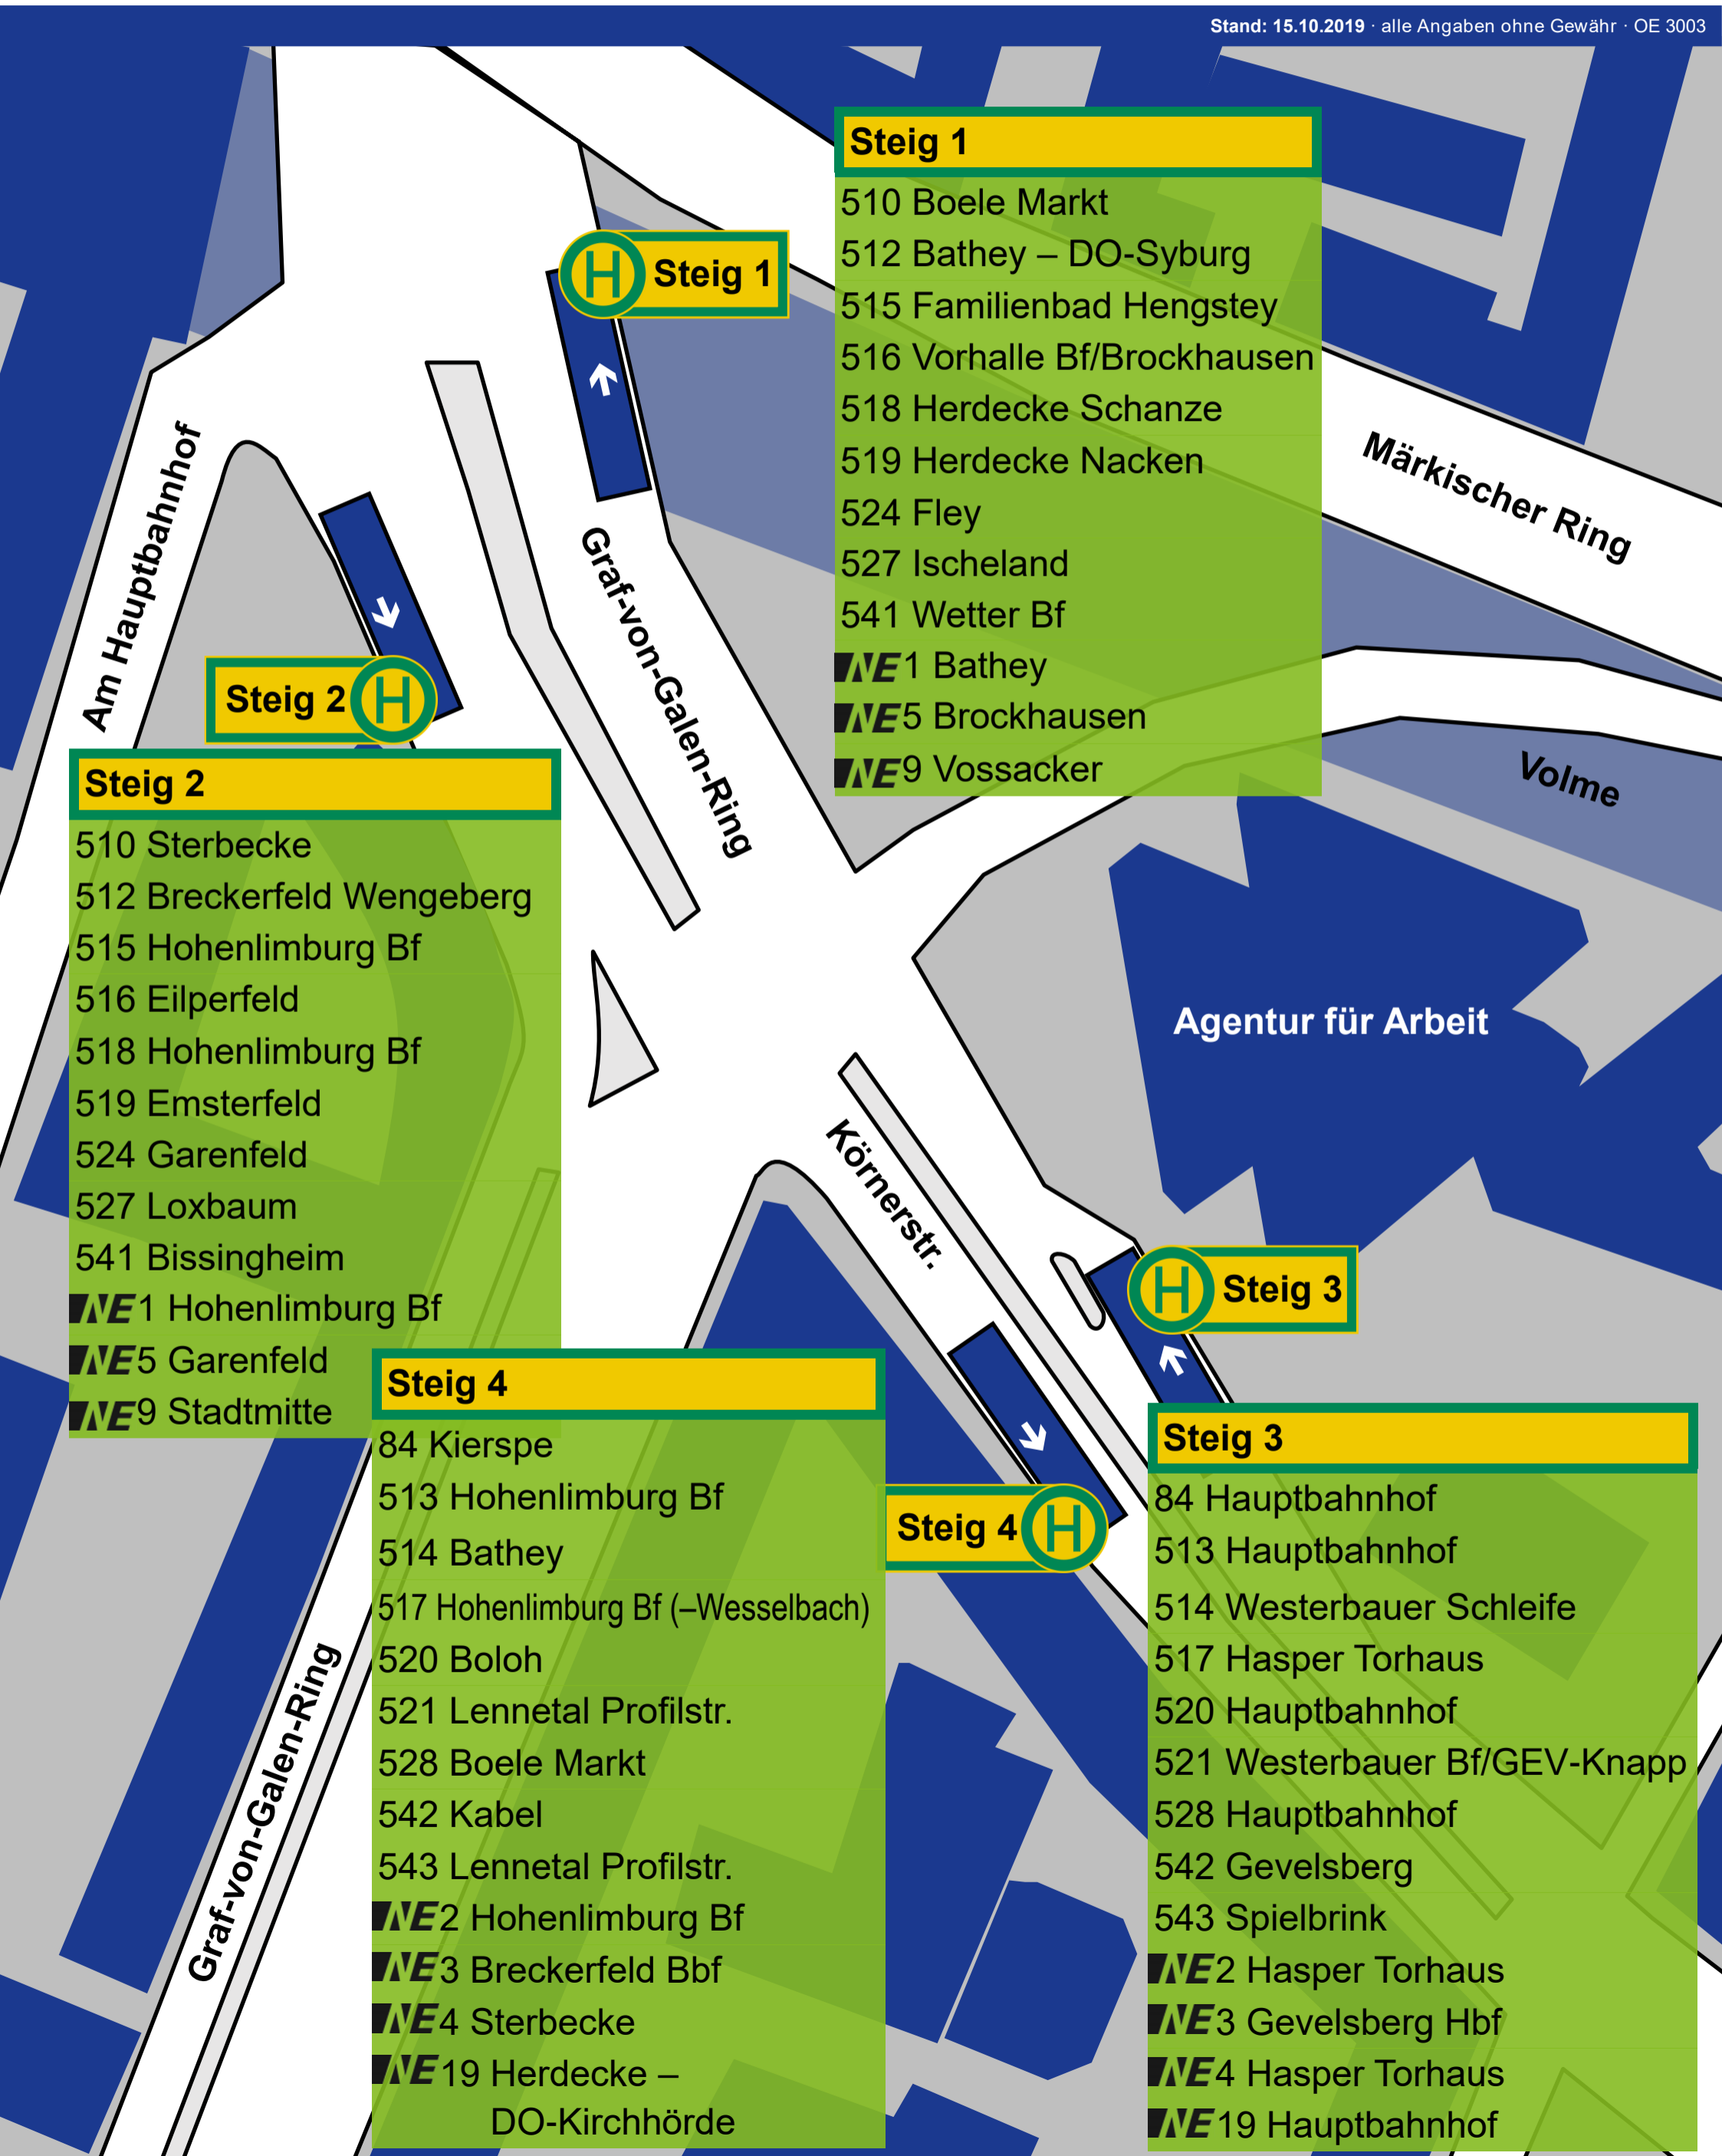 Stand: 15.10.2019 · alle Angaben ohne Gewähr · OE 3003
Steig 1
510 Boele Markt
512 Bathey – DO-Syburg
515 Familienbad Hengstey
516 Vorhalle Bf/Brockhausen
518 Herdecke Schanze
519 Herdecke Nacken
524 Fley
527 Ischeland
541 Wetter Bf
NE1 Bathey
NE5 Brockhausen
NE9 Vossacker
H Steig 1
Märkischer Ring
Am Hauptbahnhof
Graf-von-Galen-Ring
Steig 2 H
Volme
Steig 2
510 Sterbecke
512 Breckerfeld Wengeberg
515 Hohenlimburg Bf
516 Eilperfeld
518 Hohenlimburg Bf
519 Emsterfeld
524 Garenfeld
527 Loxbaum
541 Bissingheim
NE1 Hohenlimburg Bf
NE5 Garenfeld
NE9 Stadtmitte
Agentur für Arbeit
Körnerstr.
H Steig 3
Steig 4
84 Kierspe
513 Hohenlimburg Bf
514 Bathey
517 Hohenlimburg Bf (–Wesselbach)
520 Boloh
521 Lennetal Profilstr.
528 Boele Markt
542 Kabel
543 Lennetal Profilstr.
NE2 Hohenlimburg Bf
NE3 Breckerfeld Bbf
NE4 Sterbecke
NE19 Herdecke –
DO-Kirchhörde
Steig 4 H
Steig 3
84 Hauptbahnhof
513 Hauptbahnhof
514 Westerbauer Schleife
517 Hasper Torhaus
520 Hauptbahnhof
521 Westerbauer Bf/GEV-Knapp
528 Hauptbahnhof
542 Gevelsberg
543 Spielbrink
NE2 Hasper Torhaus
NE3 Gevelsberg Hbf
NE4 Hasper Torhaus
NE19 Hauptbahnhof
Graf-von-Galen-Ring